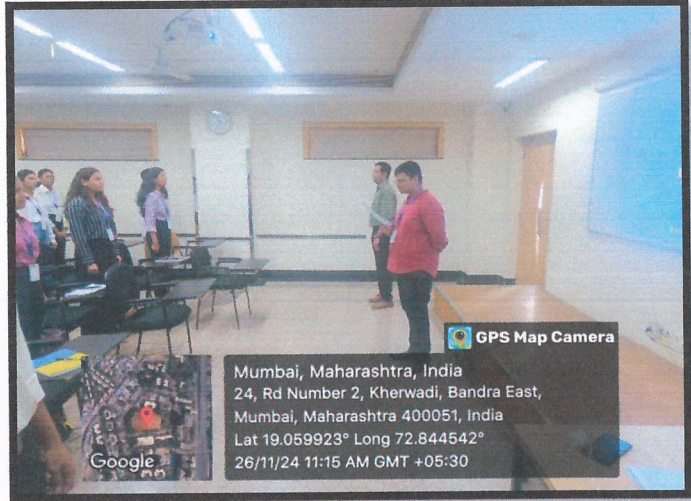 GPS Map Camera
Mumbai, Maharashtra, India
24, Rd Number 2, Kherwadi, Bandra East,
Mumbai, Maharashtra 400051, India
Lat 19.059923° Long 72.844542°
26/11/24 11:15 AM GMT +05:30
Google